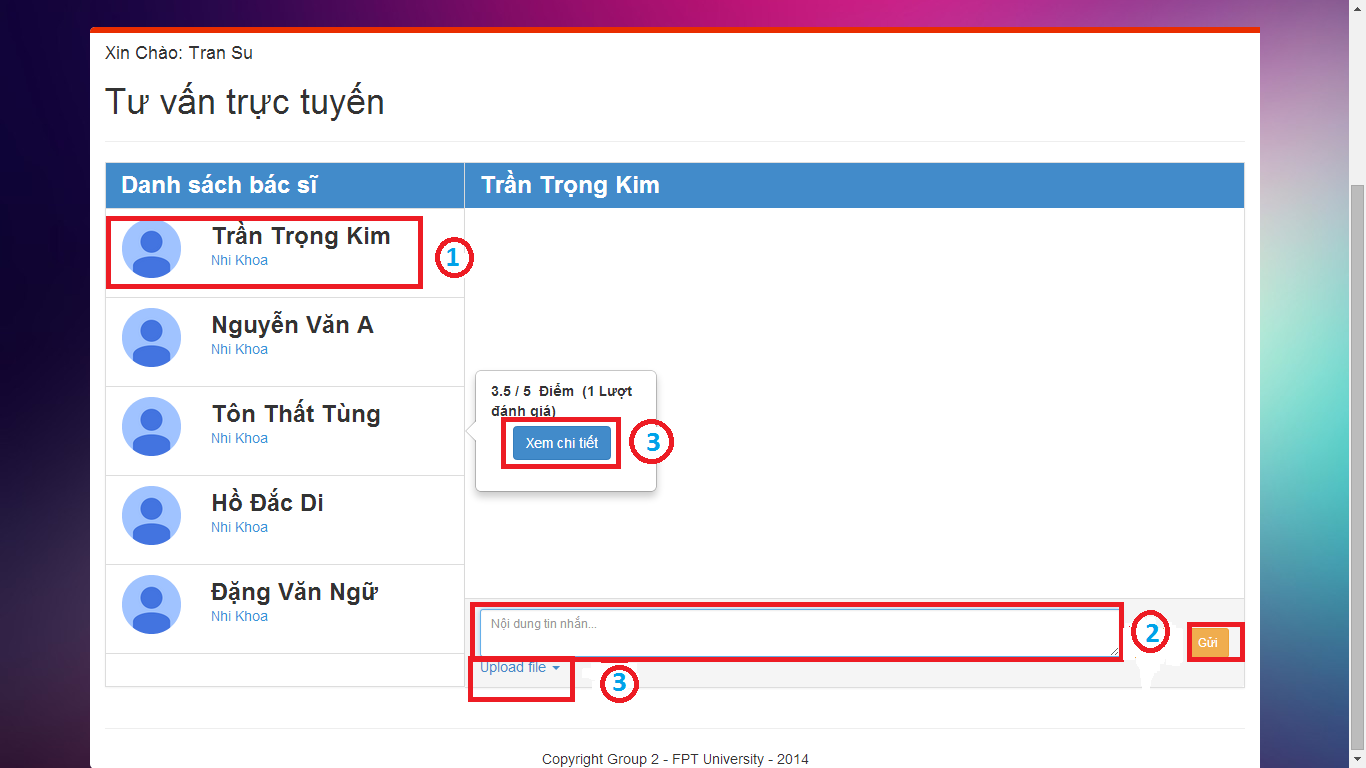 Xin Chào: Tran Su
Tư vấn trực tuyến
Danh sách bác sĩ
Trần Trọng Kim
Nhi Khoa
1
Nguyễn Văn A
Nhi Khoa
Tôn Thất Tùng
Nhi Khoa
Hồ Đắc Di
Nhi Khoa
Đặng Văn Ngữ
Nhi Khoa
Trần Trọng Kim
3.5 / 5 Điểm (1 Lượt
đánh giá)
Xem chi tiết
3
Nội dung tin nhắn...
2
Gửi
Upload file
3
Copyright Group 2 - FPT University - 2014